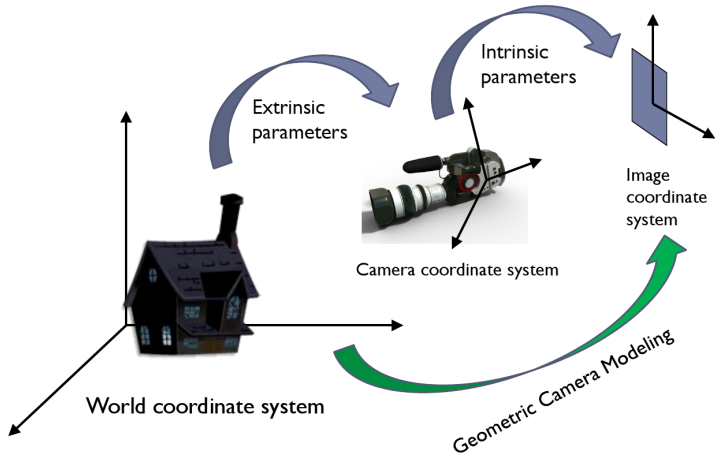 Extrinsic
parameters
Intrinsic
parameters
Image
coordinate
system
Camera coordinate system
World coordinate system
Geometric Camera Modeling